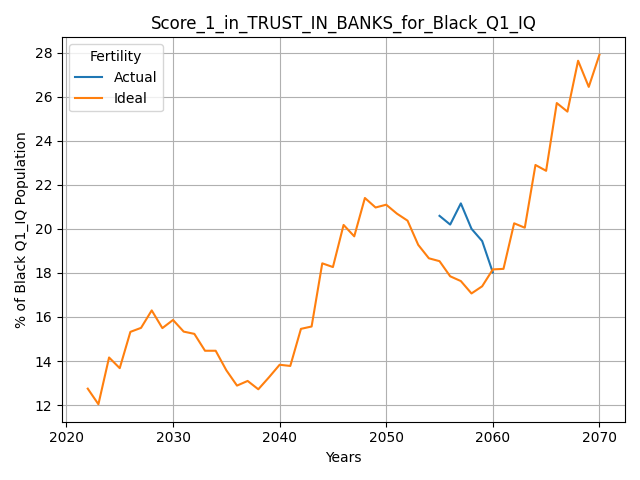 Score_1_in_TRUST_IN_BANKS_for_Black_Q1_IQ
Fertility
Actual
Ideal
% of Black Q1_IQ Population
28
26
24
22
20
18
16
14
12
2020
2030
2040
2050
2060
2070
Years